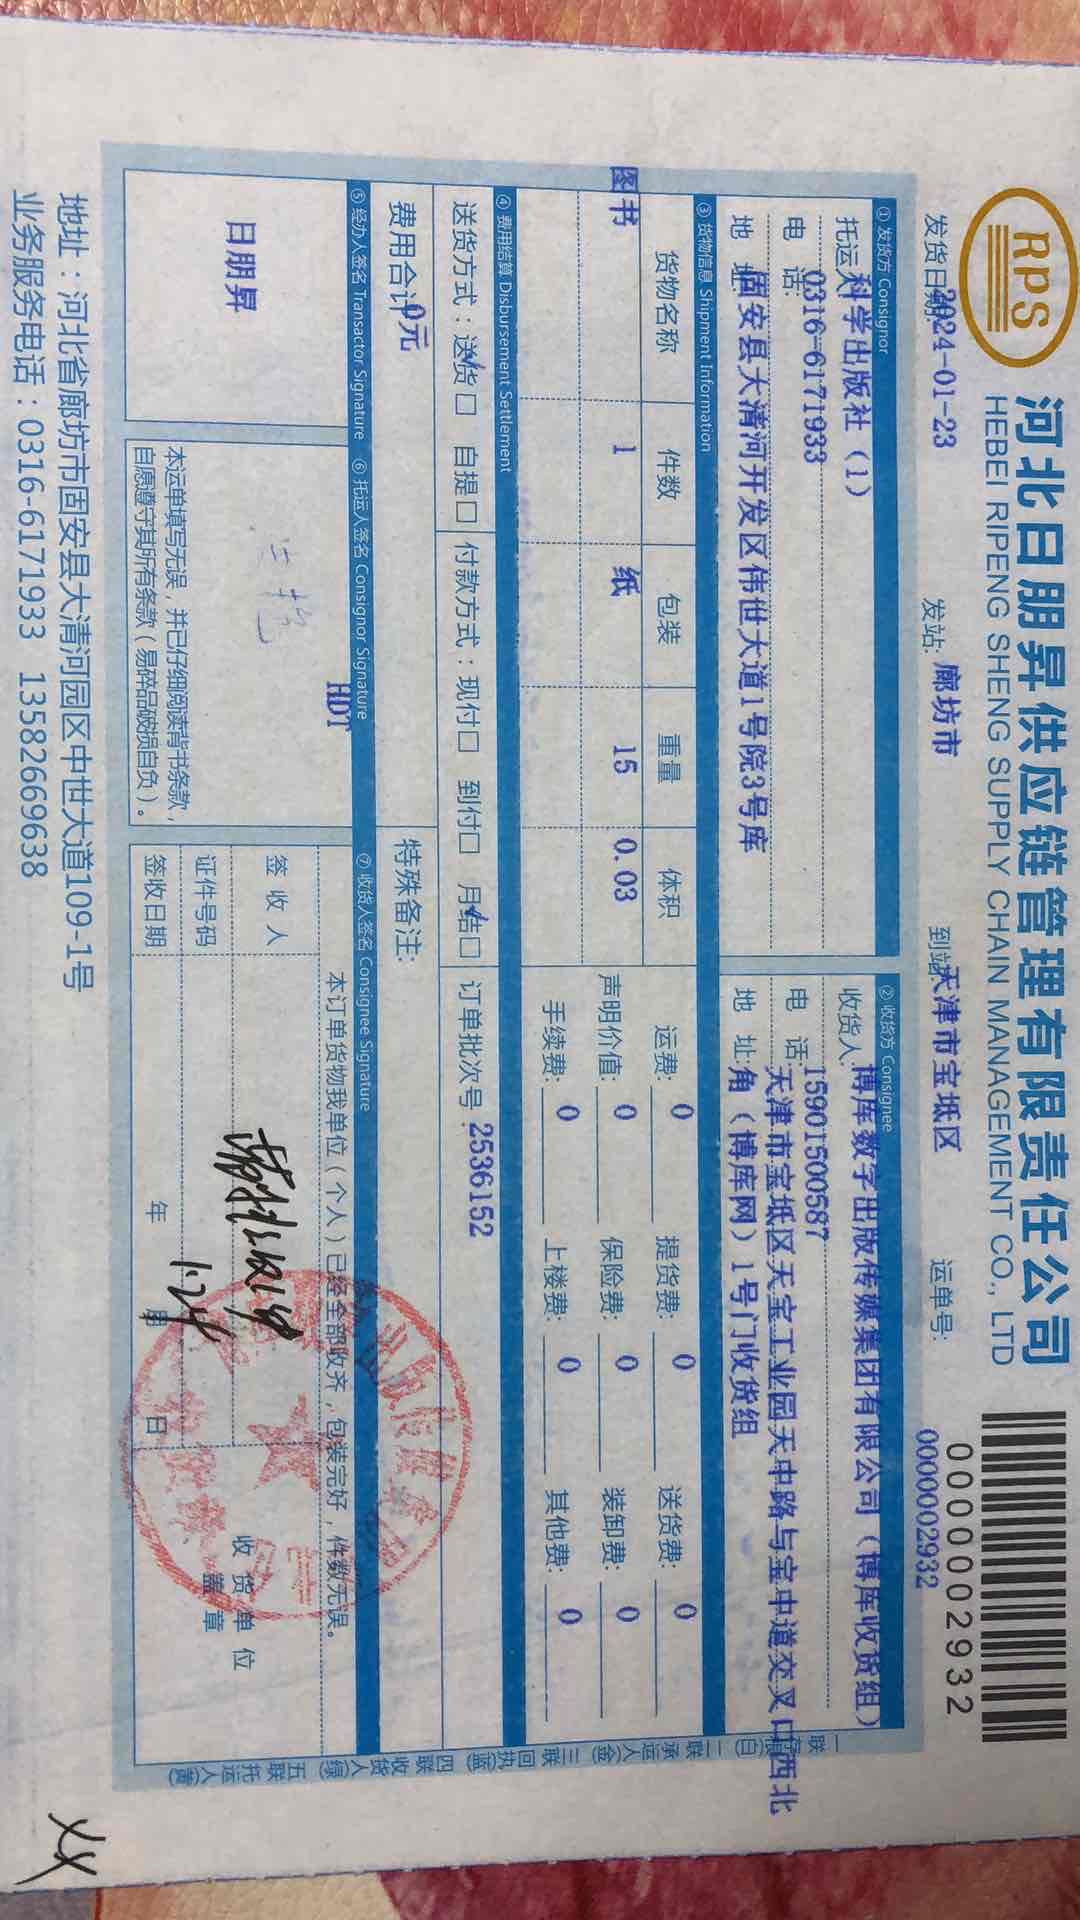 RPS
河北日朋昇供应链管理有限责任公司
HEBEI RIPENG SHENG SUPPLY CHAIN MANAGEMENT CO., LTD
0000002932
发货日期: 2024-01-23 发站: 廊坊市 到站: 天津市宝坻区 运单号: 0000002932
① 发货方 Consignor
托运 科学出版社（1）
电 话: 0316-6171933
地 址 固安县大清河开发区伟世大道1号院3号库
② 收货方 Consignee
收货人: 博库数字出版传媒集团有限公司（博库收货组）
电 话: 15901500587
地 址: 天津市宝坻区天宝工业园天中路与宝中道交叉口西北
角（博库网）1号门收货组
③ 货物信息 Shipment Information
货物名称 件数 包装 重量 体积
图书 1 纸 15 0.03
运费: 0 提货费: 0 送货费: 0
声明价值: 0 保险费: 0 装卸费: 0
手续费: 0 上楼费: 0 其他费: 0
④ 费用结算 Disbursement Settlement
送货方式：送货☐ 自提☐ 付款方式：现付☐ 到付☐ 月结☐ 订单批次号: 2536152
费用合计 0元 特殊备注:
⑤ 经办人签名 Transactor Signature ⑥ 托运人签名 Consignor Signature ⑦ 收货人签名 Consignee Signature
日朋昇
HDT
本运单填写无误，并已仔细阅读背书条款，
自愿遵守其所有条款（易碎品破损自负）。
本订单货物我单位（个人）已经全部收齐，包装完好，件数无误。
签 收 人
证件号码
签收日期 年 月 日
1.24
收 货 单 位
盖 章
一联存根(白) 二联承运人(金) 三联回执(蓝) 四联收货人(绿) 五联托运人(黄)
地址：河北省廊坊市固安县大清河园区中世大道109-1号
业务服务电话：0316-6171933 13582669638